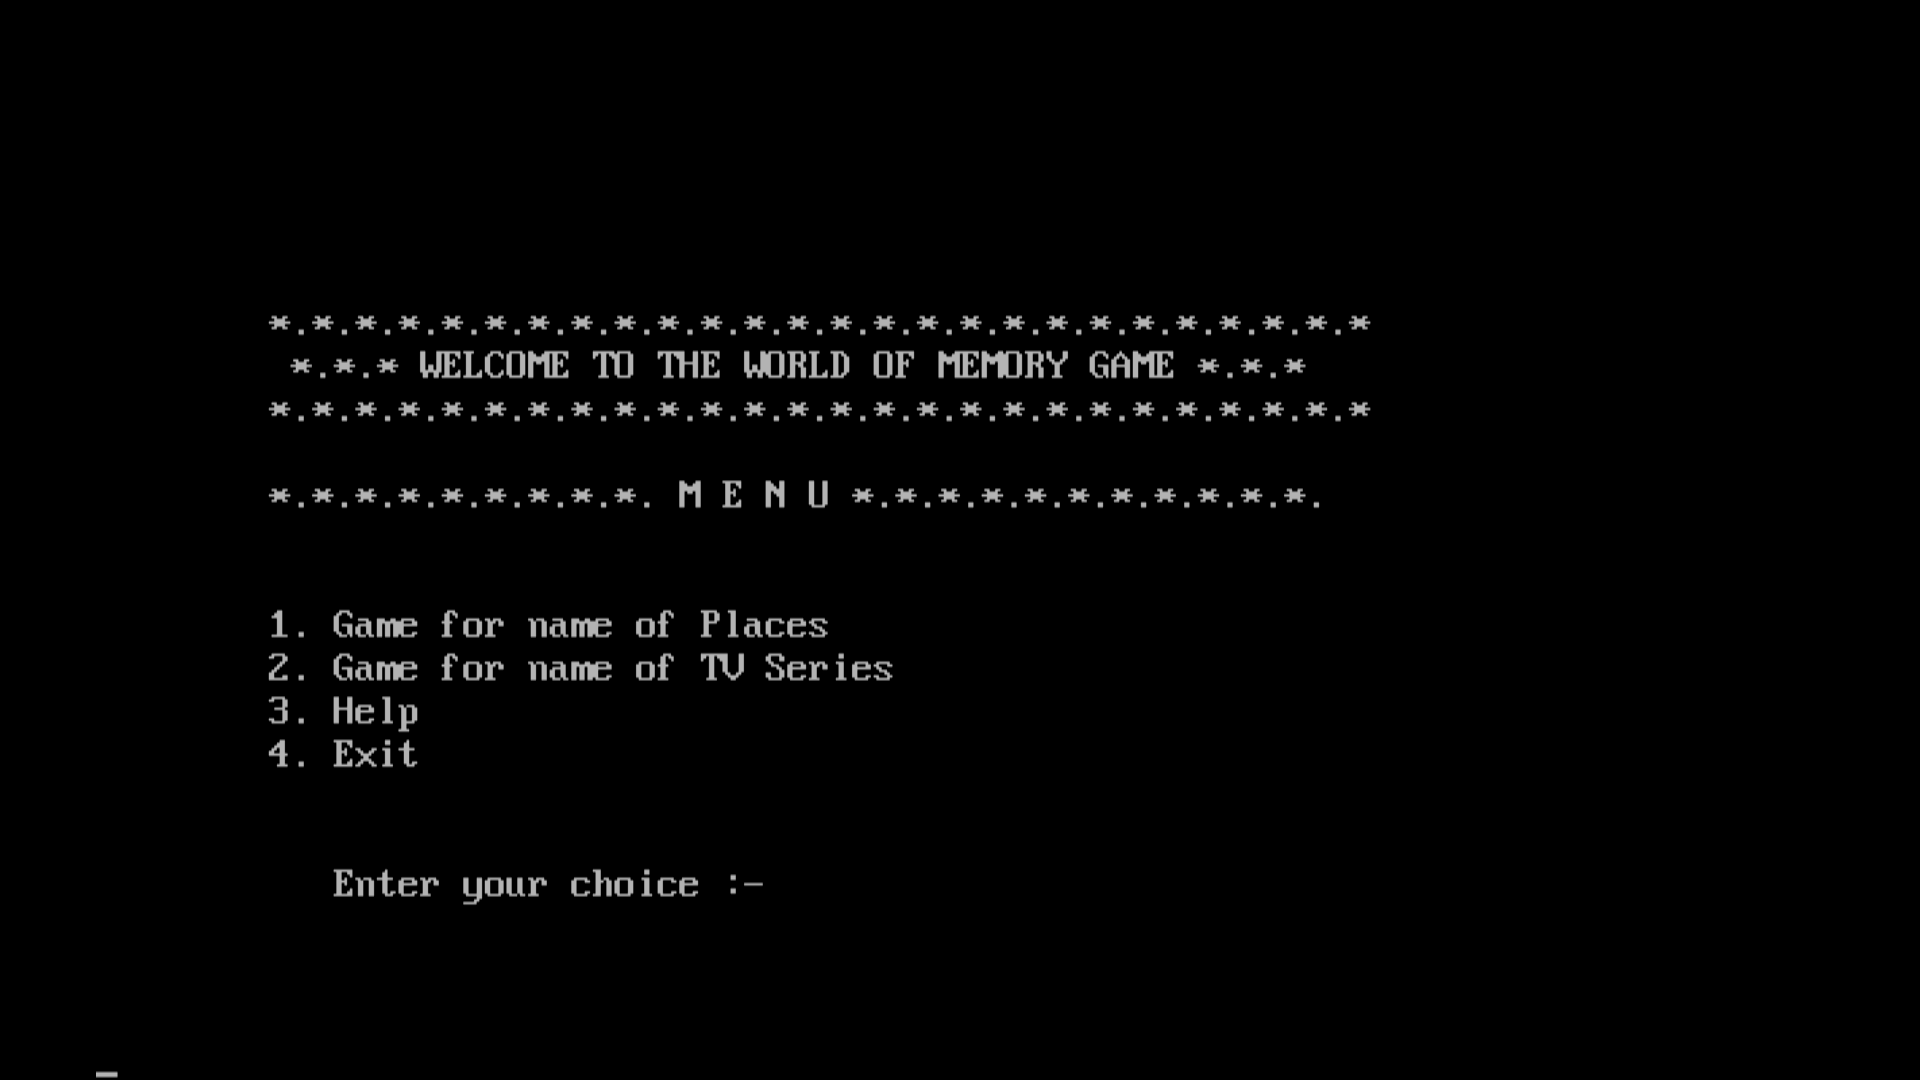 *.*.*.*.*.*.*.*.*.*.*.*.*.*.*.*.*.*.*.*.*.*.*.*.*.*
*.*.* WELCOME TO THE WORLD OF MEMORY GAME *.*.*
*.*.*.*.*.*.*.*.*.*.*.*.*.*.*.*.*.*.*.*.*.*.*.*.*.*
*.*.*.*.*.*.*.*.*. M E N U *.*.*.*.*.*.*.*.*.*.*.
1. Game for name of Places
2. Game for name of TV Series
3. Help
4. Exit
Enter your choice :-